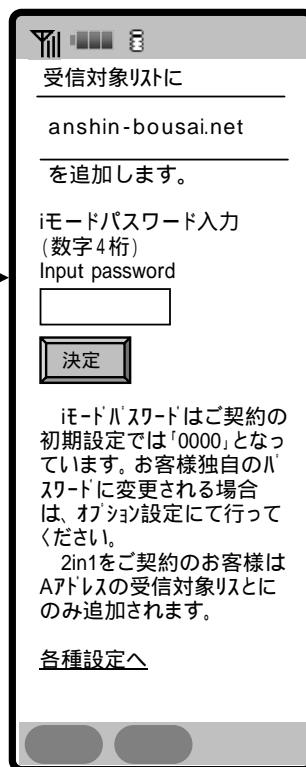 受信対象ﾘｽﾄに
anshin-bousai.net
を追加します。
iモードパスワード入力
(数字4桁)
Input password
決定
iﾓｰﾄﾞﾊﾟｽﾜｰﾄﾞはご契約の
初期設定では「0000」となっ
ています。お客様独自のﾊﾟ
ｽﾜｰﾄﾞに変更される場合
は、ｵﾌﾟｼｮﾝ設定にて行って
ください。
2in1をご契約のお客様は
Aｱﾄﾞﾚｽの受信対象ﾘｽとに
のみ追加されます。
各種設定へ